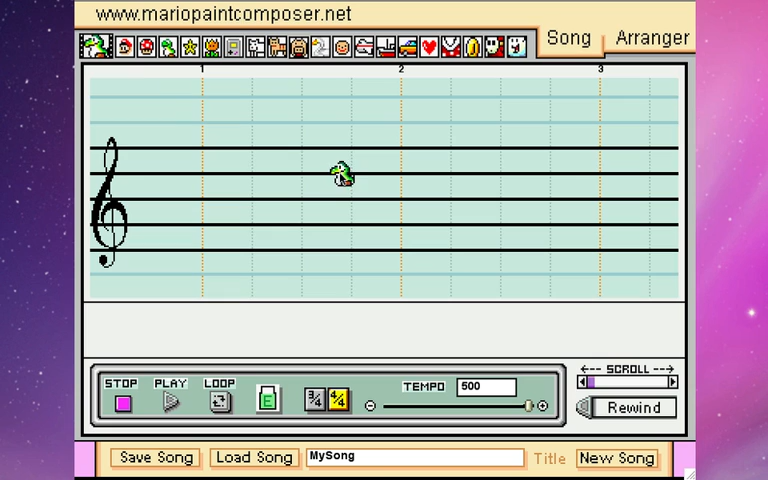 www.mariopaintcomposer.net
Song Arranger
1 2 3
STOP PLAY LOOP
E
3/4 4/4
TEMPO 500
<--- SCROLL --->
Rewind
Save Song Load Song MySong Title New Song